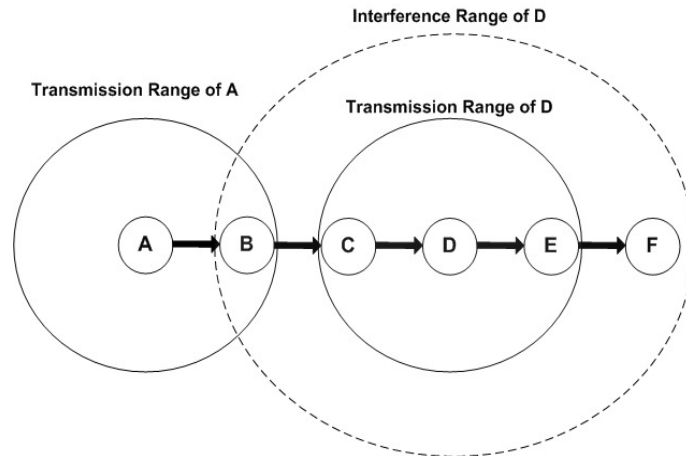 Interference Range of D
Transmission Range of A
Transmission Range of D
A B C D E F